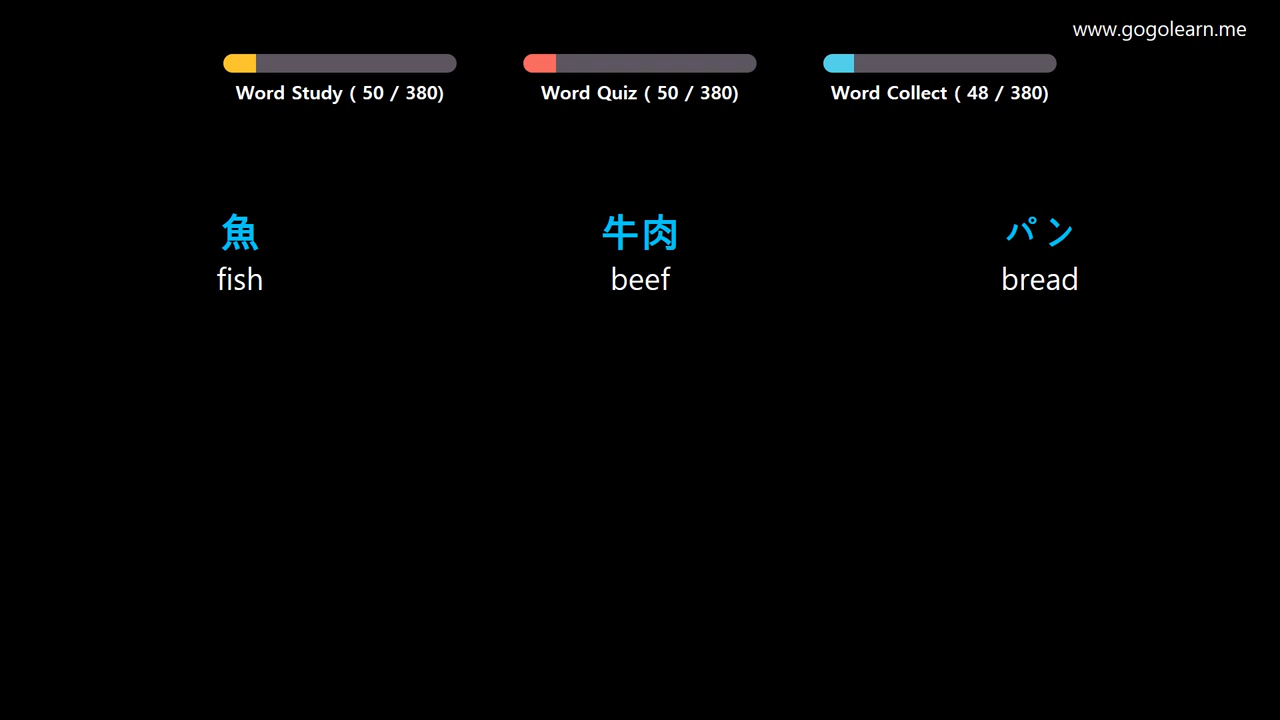 www.gogolearn.me
Word Study ( 50 / 380)
Word Quiz ( 50 / 380)
Word Collect ( 48 / 380)
魚
fish
牛肉
beef
パン
bread